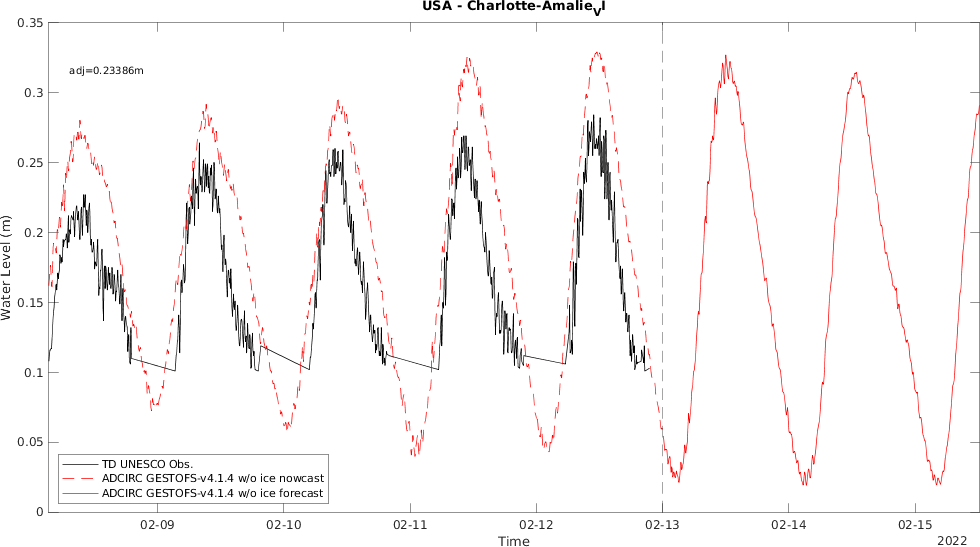 USA - Charlotte-AmalieVI
0.35
adj=0.23386m
0.3
0.25
0.2
0.15
0.1
0.05
0
Water Level (m)
TD UNESCO Obs.
ADCIRC GESTOFS-v4.1.4 w/o ice nowcast
ADCIRC GESTOFS-v4.1.4 w/o ice forecast
02-09 02-10 02-11 02-12 02-13 02-14 02-15
Time
2022